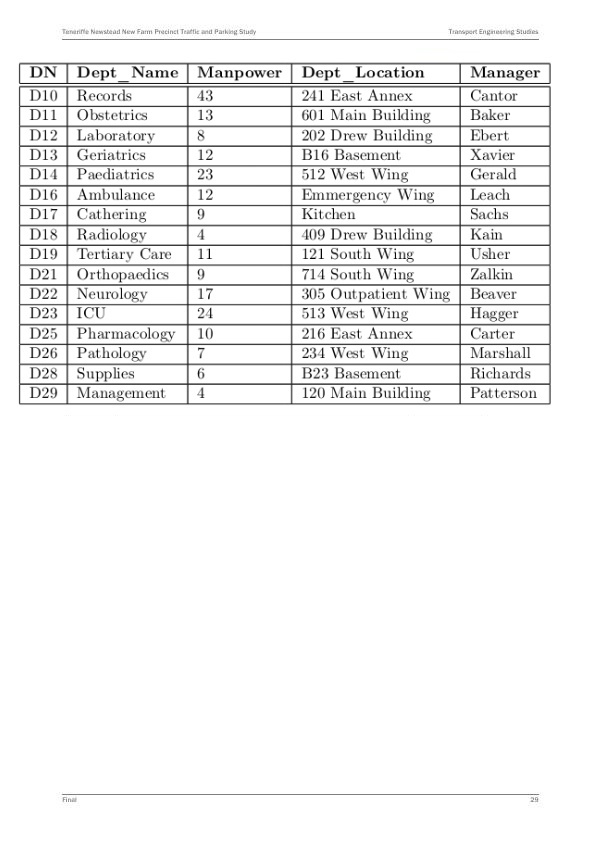 Teneriffe Newstead New Farm Precinct Traffic and Parking Study Transport Engineering Studies
DN Dept_Name Manpower Dept_Location Manager
D10 Records 43 241 East Annex Cantor
D11 Obstetrics 13 601 Main Building Baker
D12 Laboratory 8 202 Drew Building Ebert
D13 Geriatrics 12 B16 Basement Xavier
D14 Paediatrics 23 512 West Wing Gerald
D16 Ambulance 12 Emmergency Wing Leach
D17 Cathering 9 Kitchen Sachs
D18 Radiology 4 409 Drew Building Kain
D19 Tertiary Care 11 121 South Wing Usher
D21 Orthopaedics 9 714 South Wing Zalkin
D22 Neurology 17 305 Outpatient Wing Beaver
D23 ICU 24 513 West Wing Hagger
D25 Pharmacology 10 216 East Annex Carter
D26 Pathology 7 234 West Wing Marshall
D28 Supplies 6 B23 Basement Richards
D29 Management 4 120 Main Building Patterson
Final 29